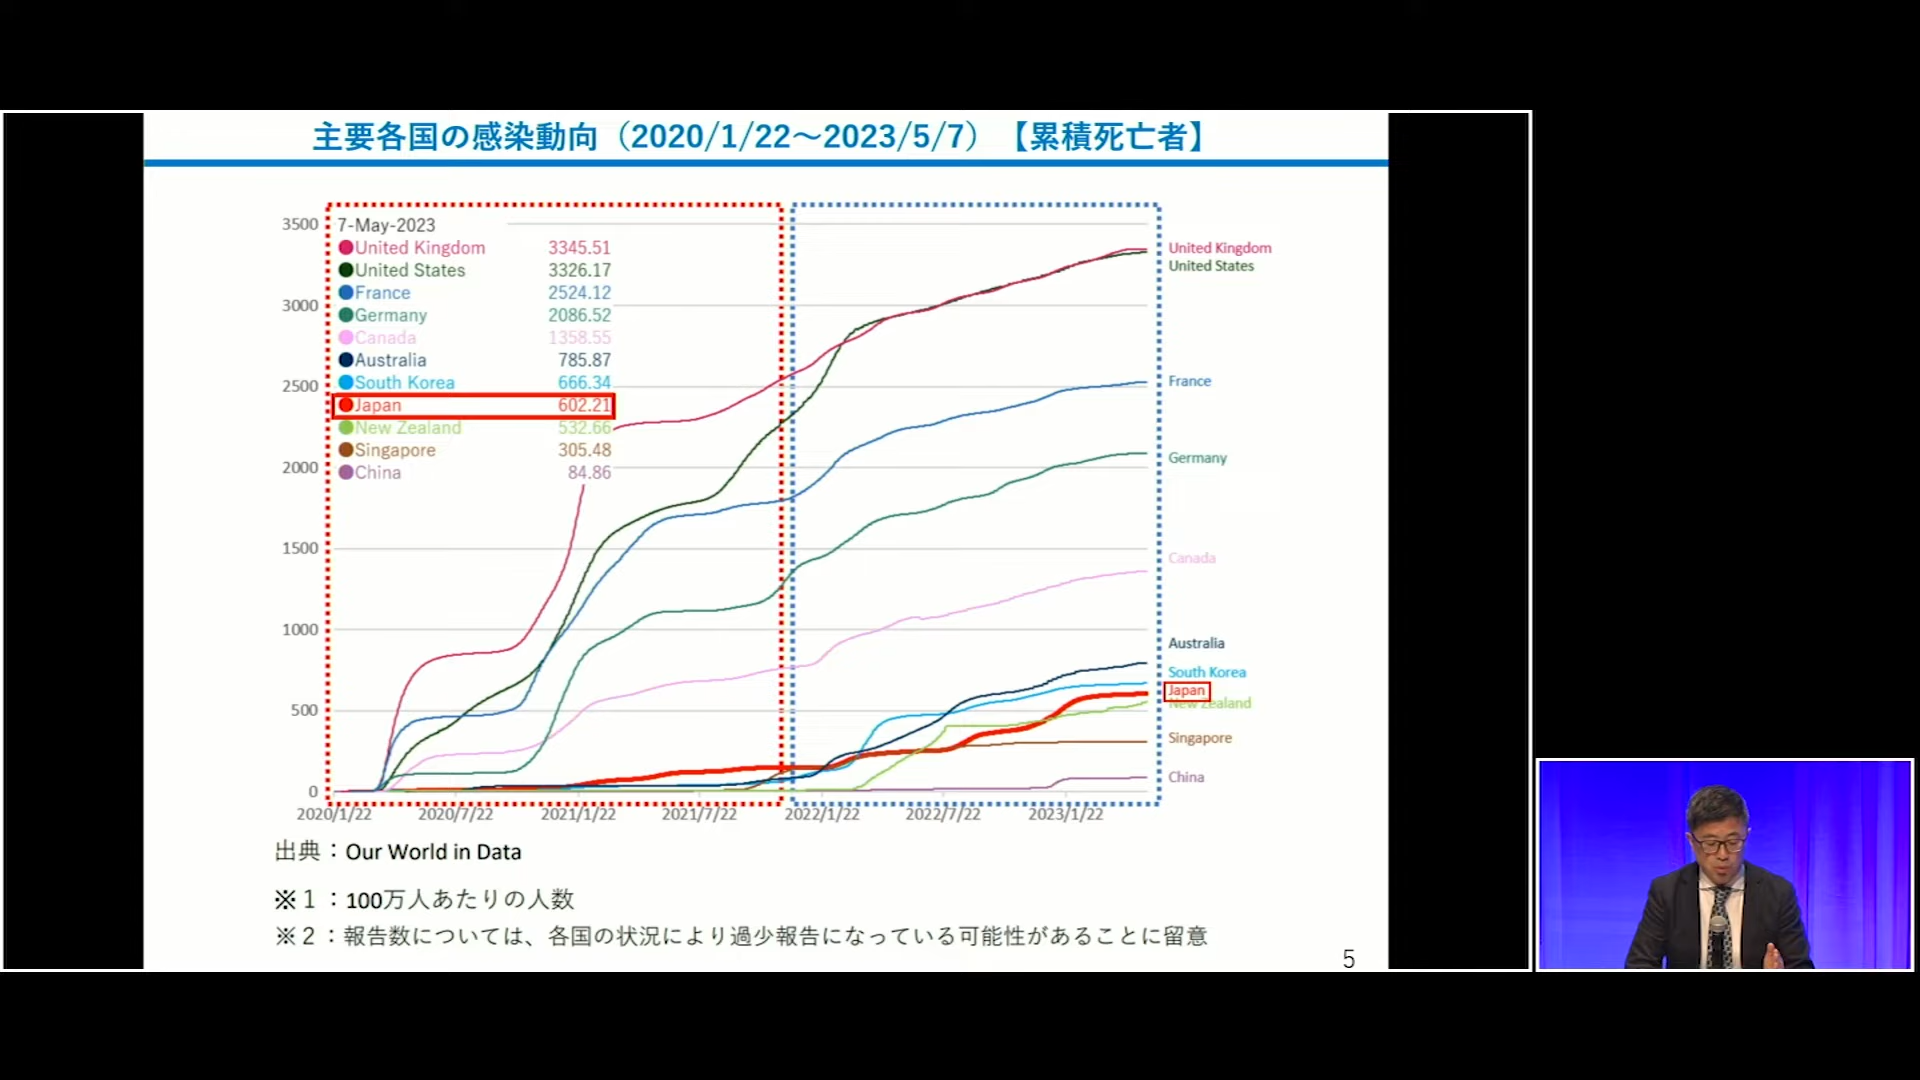 主要各国の感染動向（2020/1/22～2023/5/7）【累積死亡者】
3500
3000
2500
2000
1500
1000
500
0
7-May-2023
United Kingdom 3345.51
United States 3326.17
France 2524.12
Germany 2086.52
Canada 1358.55
Australia 785.87
South Korea 666.34
Japan 602.21
New Zealand 532.66
Singapore 305.48
China 84.86
United Kingdom
United States
France
Germany
Canada
Australia
South Korea
Japan
New Zealand
Singapore
China
2020/1/22 2020/7/22 2021/1/22 2021/7/22 2022/1/22 2022/7/22 2023/1/22
出典：Our World in Data
※１：100万人あたりの人数
※２：報告数については、各国の状況により過少報告になっている可能性があることに留意
5